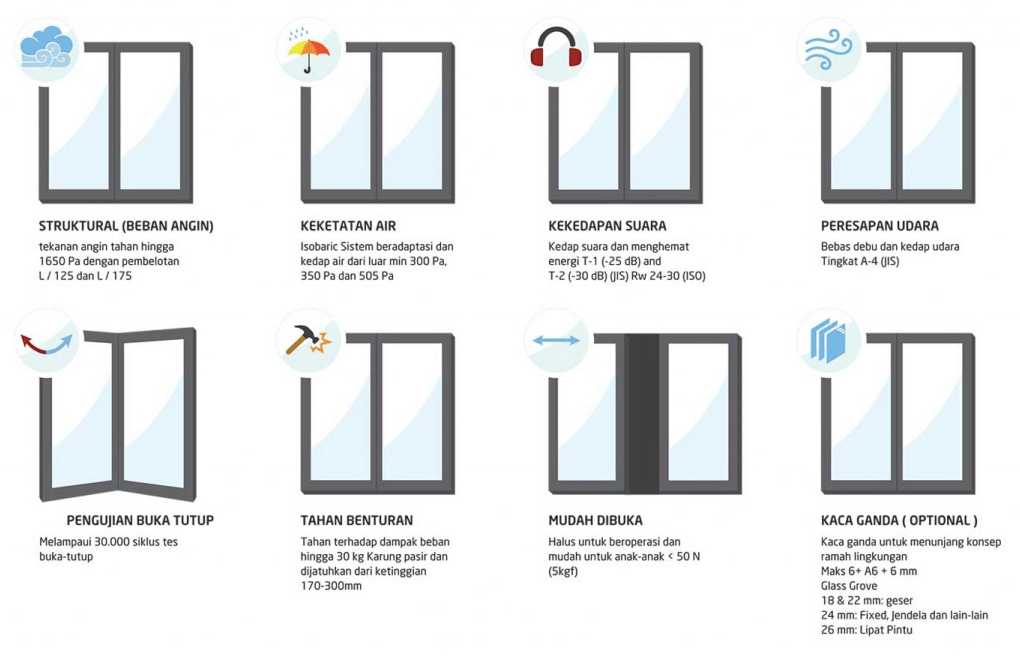 STRUKTURAL (BEBAN ANGIN)
tekanan angin tahan hingga
1650 Pa dengan pembelotan
L / 125 dan L / 175
KEKETATAN AIR
Isobaric Sistem beradaptasi dan
kedap air dari luar min 300 Pa,
350 Pa dan 505 Pa
KEKEDAPAN SUARA
Kedap suara dan menghemat
energi T-1 (-25 dB) and
T-2 (-30 dB) (JIS) Rw 24-30 (ISO)
PERESAPAN UDARA
Bebas debu dan kedap udara
Tingkat A-4 (JIS)
PENGUJIAN BUKA TUTUP
Melampaui 30.000 siklus tes
buka-tutup
TAHAN BENTURAN
Tahan terhadap dampak beban
hingga 30 kg Karung pasir dan
dijatuhkan dari ketinggian
170-300mm
MUDAH DIBUKA
Halus untuk beroperasi dan
mudah untuk anak-anak < 50 N
(5kgf)
KACA GANDA ( OPTIONAL )
Kaca ganda untuk menunjang konsep
ramah lingkungan
Maks 6+ A6 + 6 mm
Glass Grove
18 & 22 mm: geser
24 mm: Fixed, Jendela dan lain-lain
26 mm: Lipat Pintu